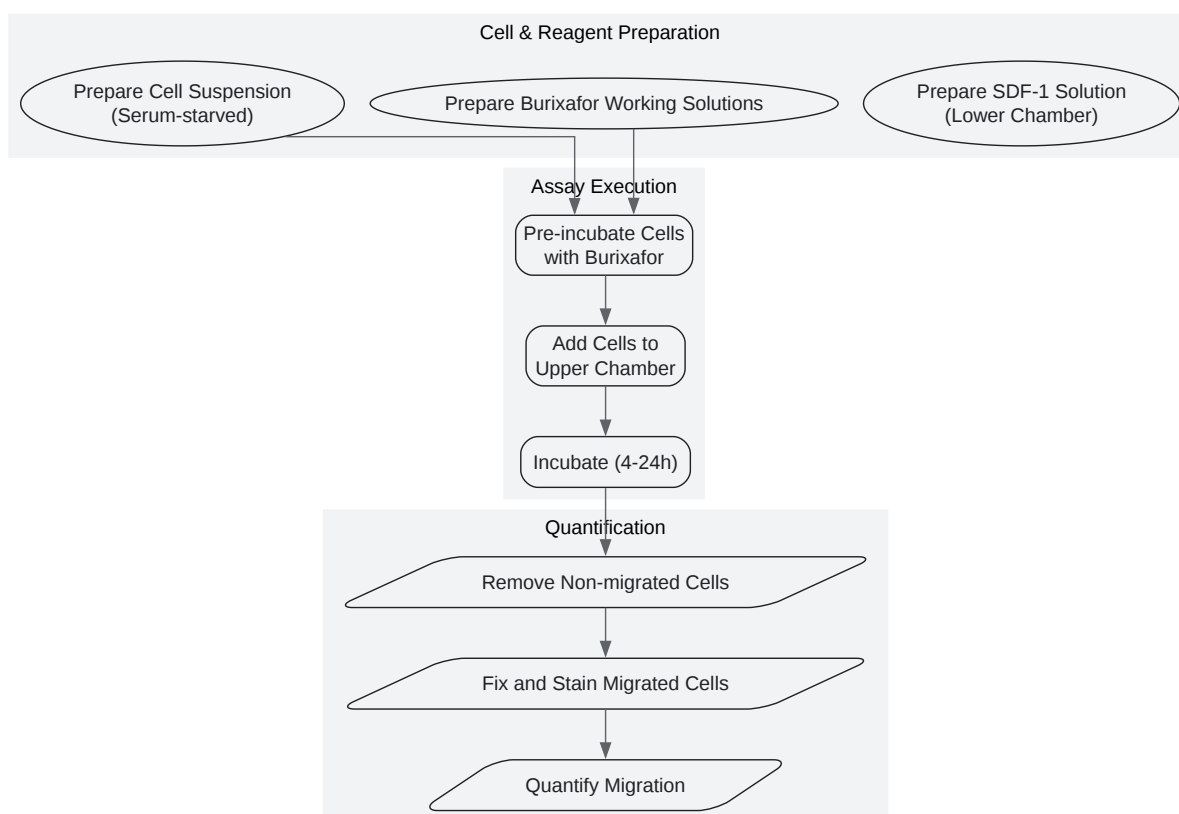 Cell & Reagent Preparation
Prepare Cell Suspension
(Serum-starved)
Prepare Burixafor Working Solutions
Prepare SDF-1 Solution
(Lower Chamber)
Assay Execution
Pre-incubate Cells
with Burixafor
Add Cells to
Upper Chamber
Incubate (4-24h)
Quantification
Remove Non-migrated Cells
Fix and Stain Migrated Cells
Quantify Migration